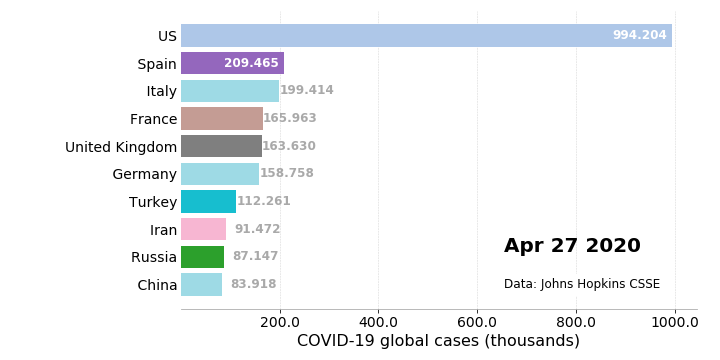 US 994.204
Spain 209.465
Italy 199.414
France 165.963
United Kingdom 163.630
Germany 158.758
Turkey 112.261
Iran 91.472
Russia 87.147
China 83.918
Apr 27 2020
Data: Johns Hopkins CSSE
200.0 400.0 600.0 800.0 1000.0
COVID-19 global cases (thousands)